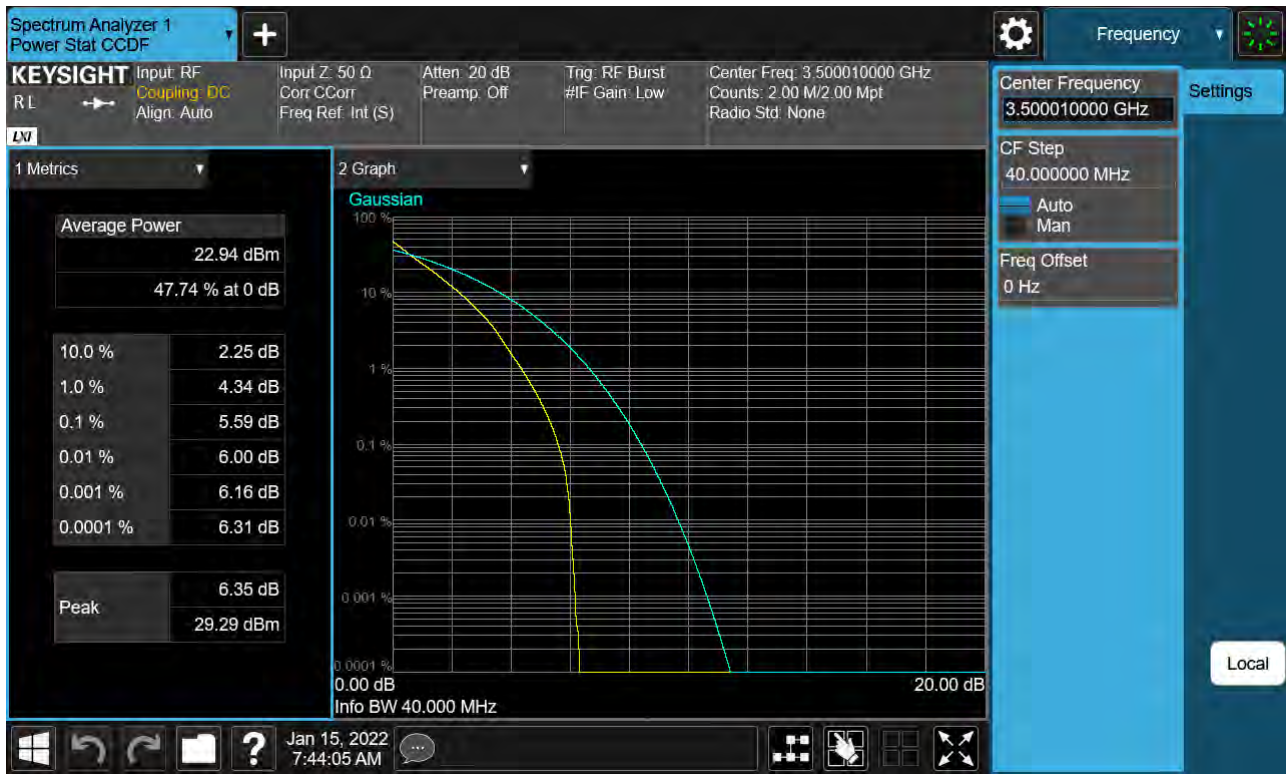 Spectrum Analyzer 1
Power Stat CCDF
Frequency
KEYSIGHT
RL
LXI
Input: RF
Coupling: DC
Align: Auto
Input Z: 50 Ω
Corr CCorr
Freq Ref: Int (S)
Atten: 20 dB
Preamp: Off
Trig: RF Burst
#IF Gain: Low
Center Freq: 3.500010000 GHz
Counts: 2.00 M/2.00 Mpt
Radio Std: None
1 Metrics
Average Power
22.94 dBm
47.74 % at 0 dB
10.0 % 2.25 dB
1.0 % 4.34 dB
0.1 % 5.59 dB
0.01 % 6.00 dB
0.001 % 6.16 dB
0.0001 % 6.31 dB
Peak
6.35 dB
29.29 dBm
2 Graph
Gaussian
100 %
10 %
1 %
0.1 %
0.01 %
0.001 %
0.0001 %
0.00 dB 20.00 dB
Info BW 40.000 MHz
Center Frequency
3.500010000 GHz
CF Step
40.000000 MHz
Auto
Man
Freq Offset
0 Hz
Settings
Local
?
Jan 15, 2022
7:44:05 AM